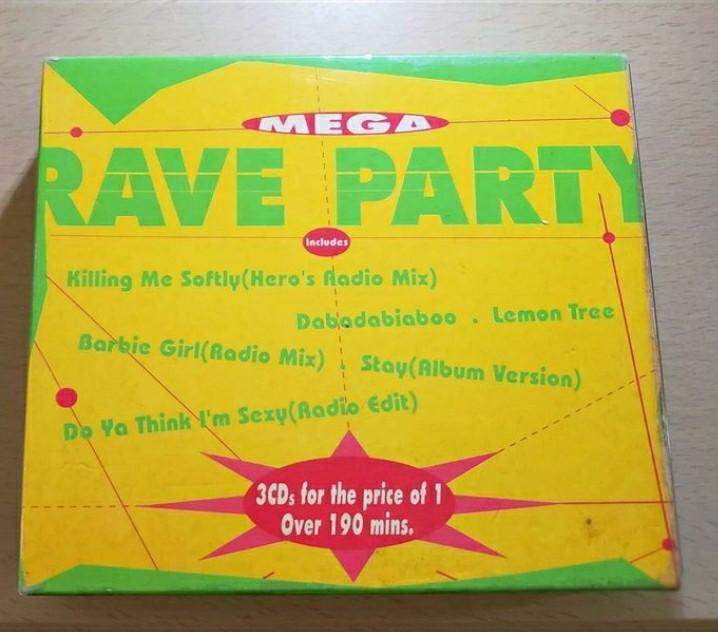 MEGA
RAVE PARTY
Includes
Killing Me Softly(Hero's Radio Mix)
Dabadabiaboo . Lemon Tree
Barbie Girl(Radio Mix) . Stay(Album Version)
Do Ya Think I'm Sexy(Radio Edit)
3CDs for the price of 1
Over 190 mins.